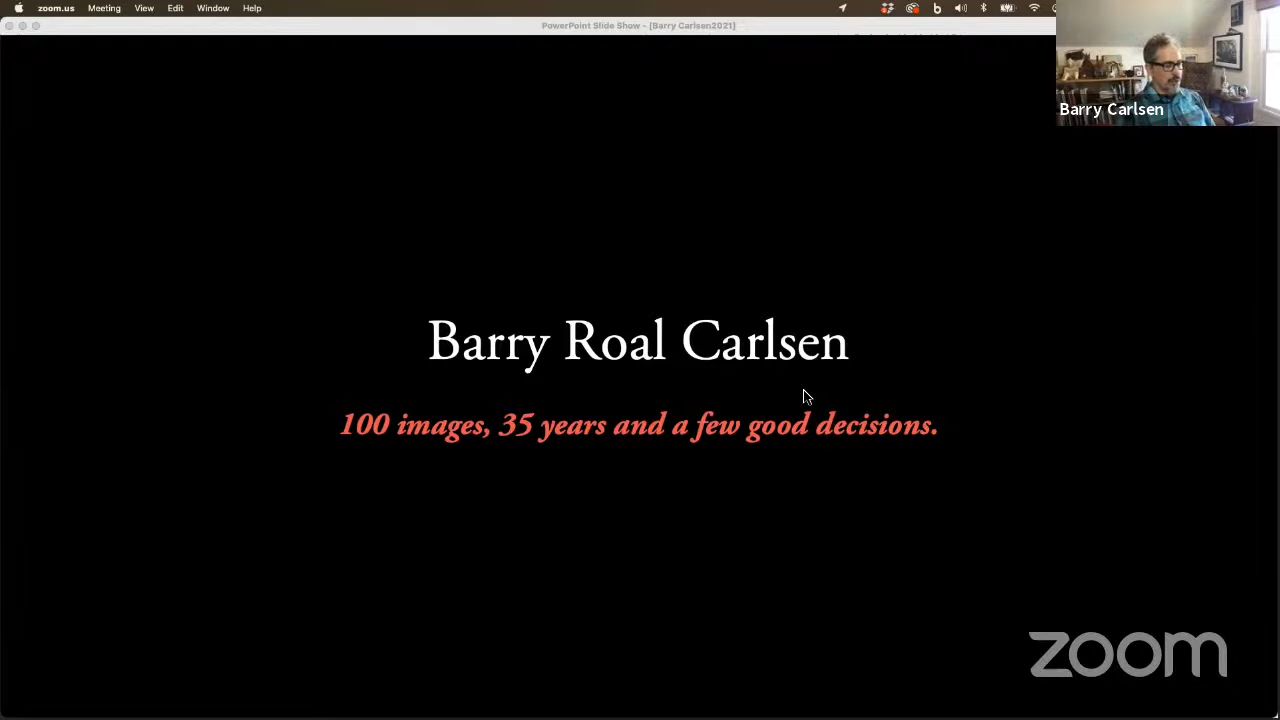 zoom.us Meeting View Edit Window Help
PowerPoint Slide Show - [Barry Carlsen2021]
Barry Carlsen
Barry Roal Carlsen
100 images, 35 years and a few good decisions.
zoom